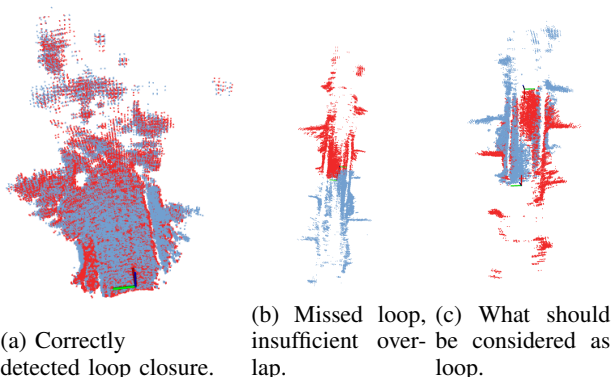 (a) Correctly
detected loop closure.
(b) Missed loop,
insufficient over-
lap.
(c) What should
be considered as
loop.